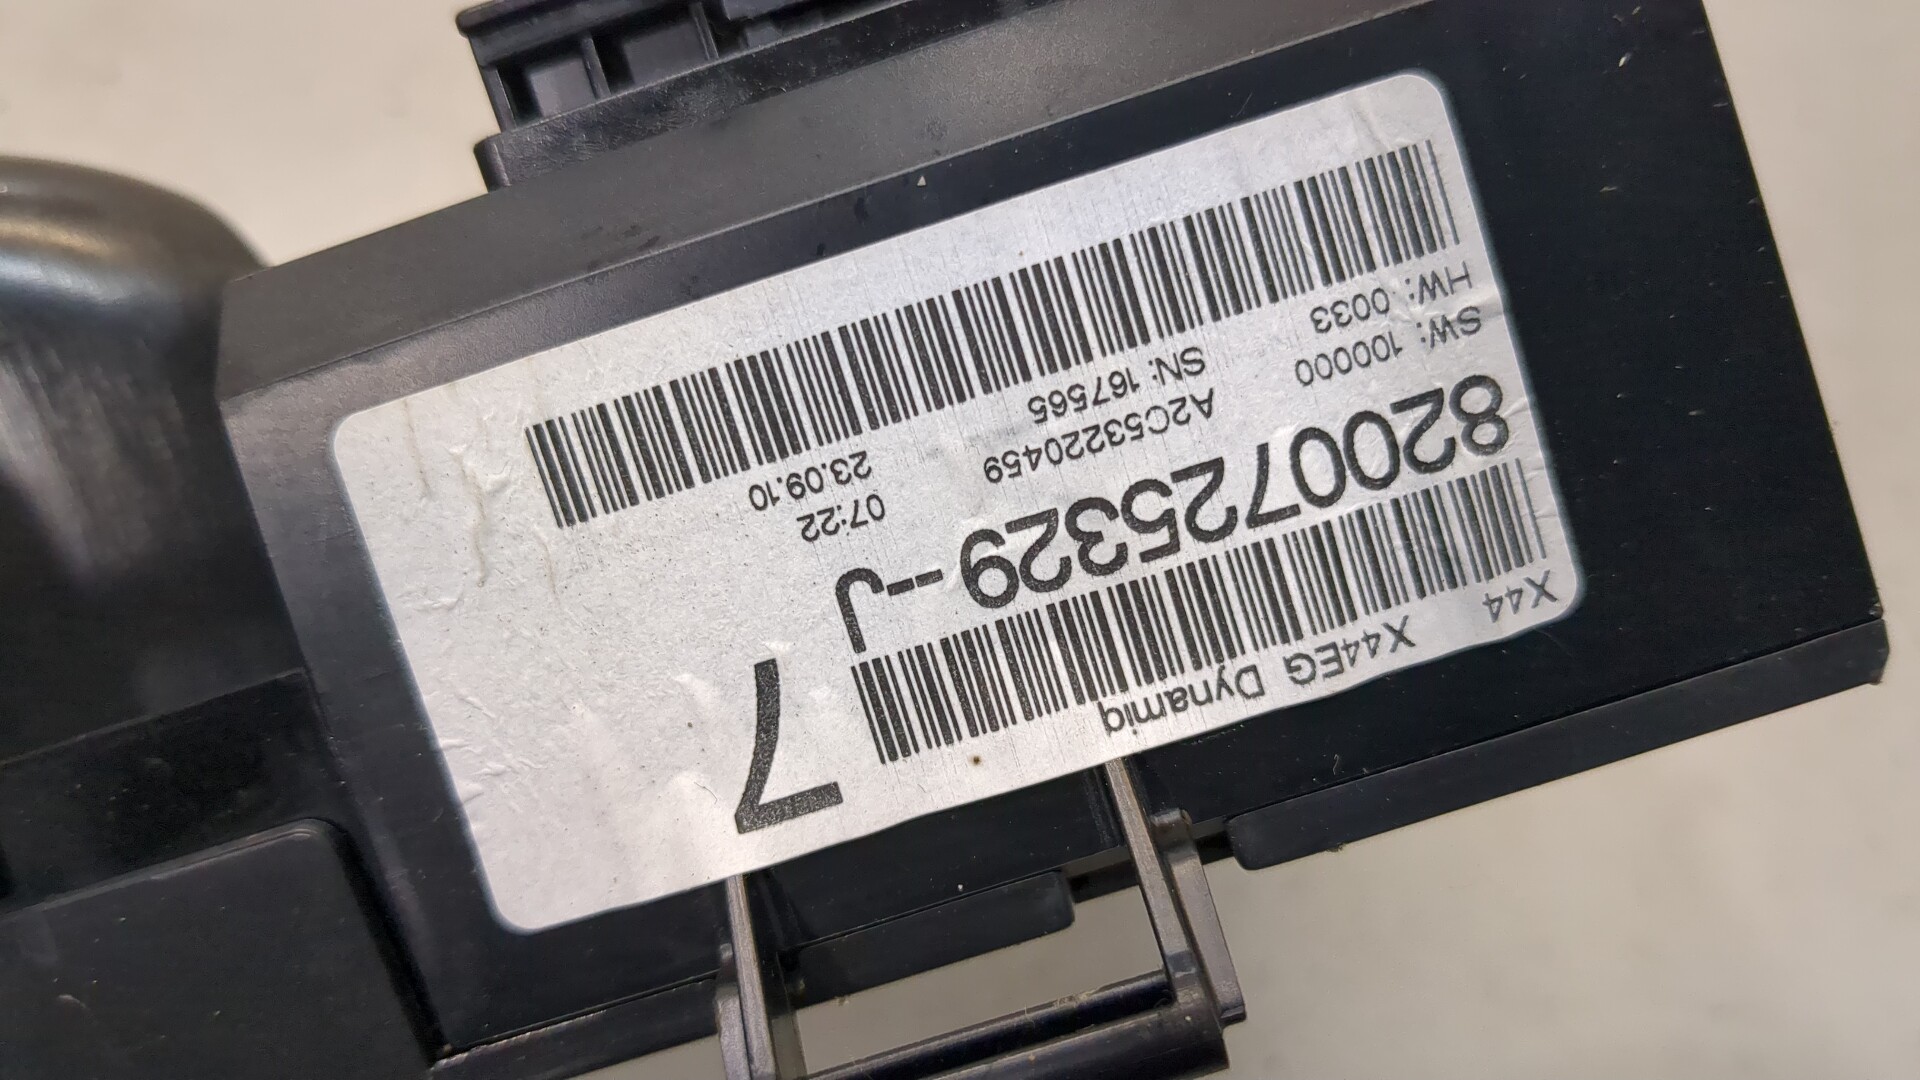 X44 X44EG Dynamiq
8200725329--J 7
SW: 100000 A2C53220459 07:22
HW: 0033 SN: 167565 23.09.10